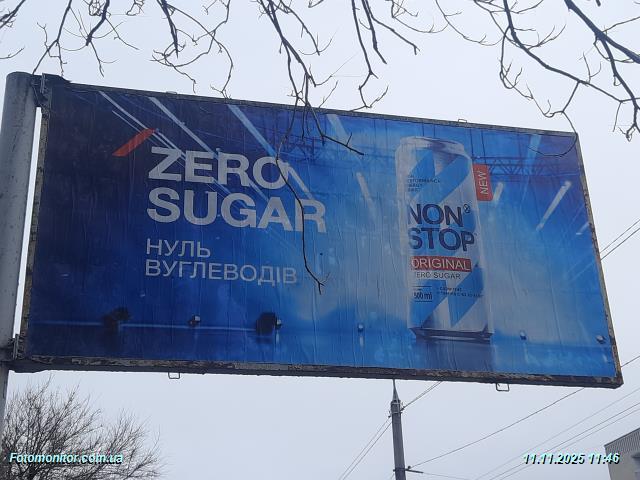 ZERO
SUGAR
НУЛЬ
ВУГЛЕВОДІВ
NEW
NON®
STOP
ORIGINAL
ZERO SUGAR
500 ml
Fotomonitor.com.ua
11.11.2025 11:46